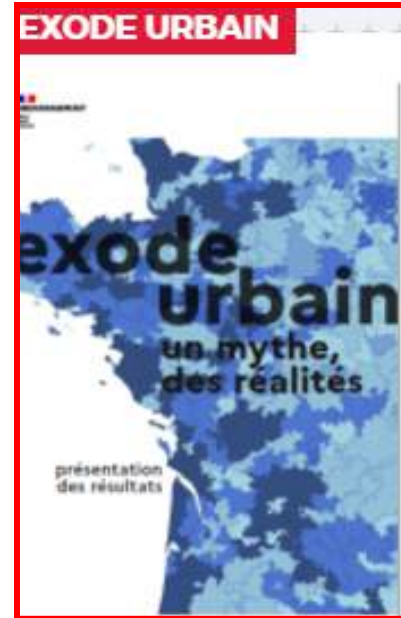 EXODE URBAIN
exode
urbain
un mythe,
des réalités
présentation
des résultats